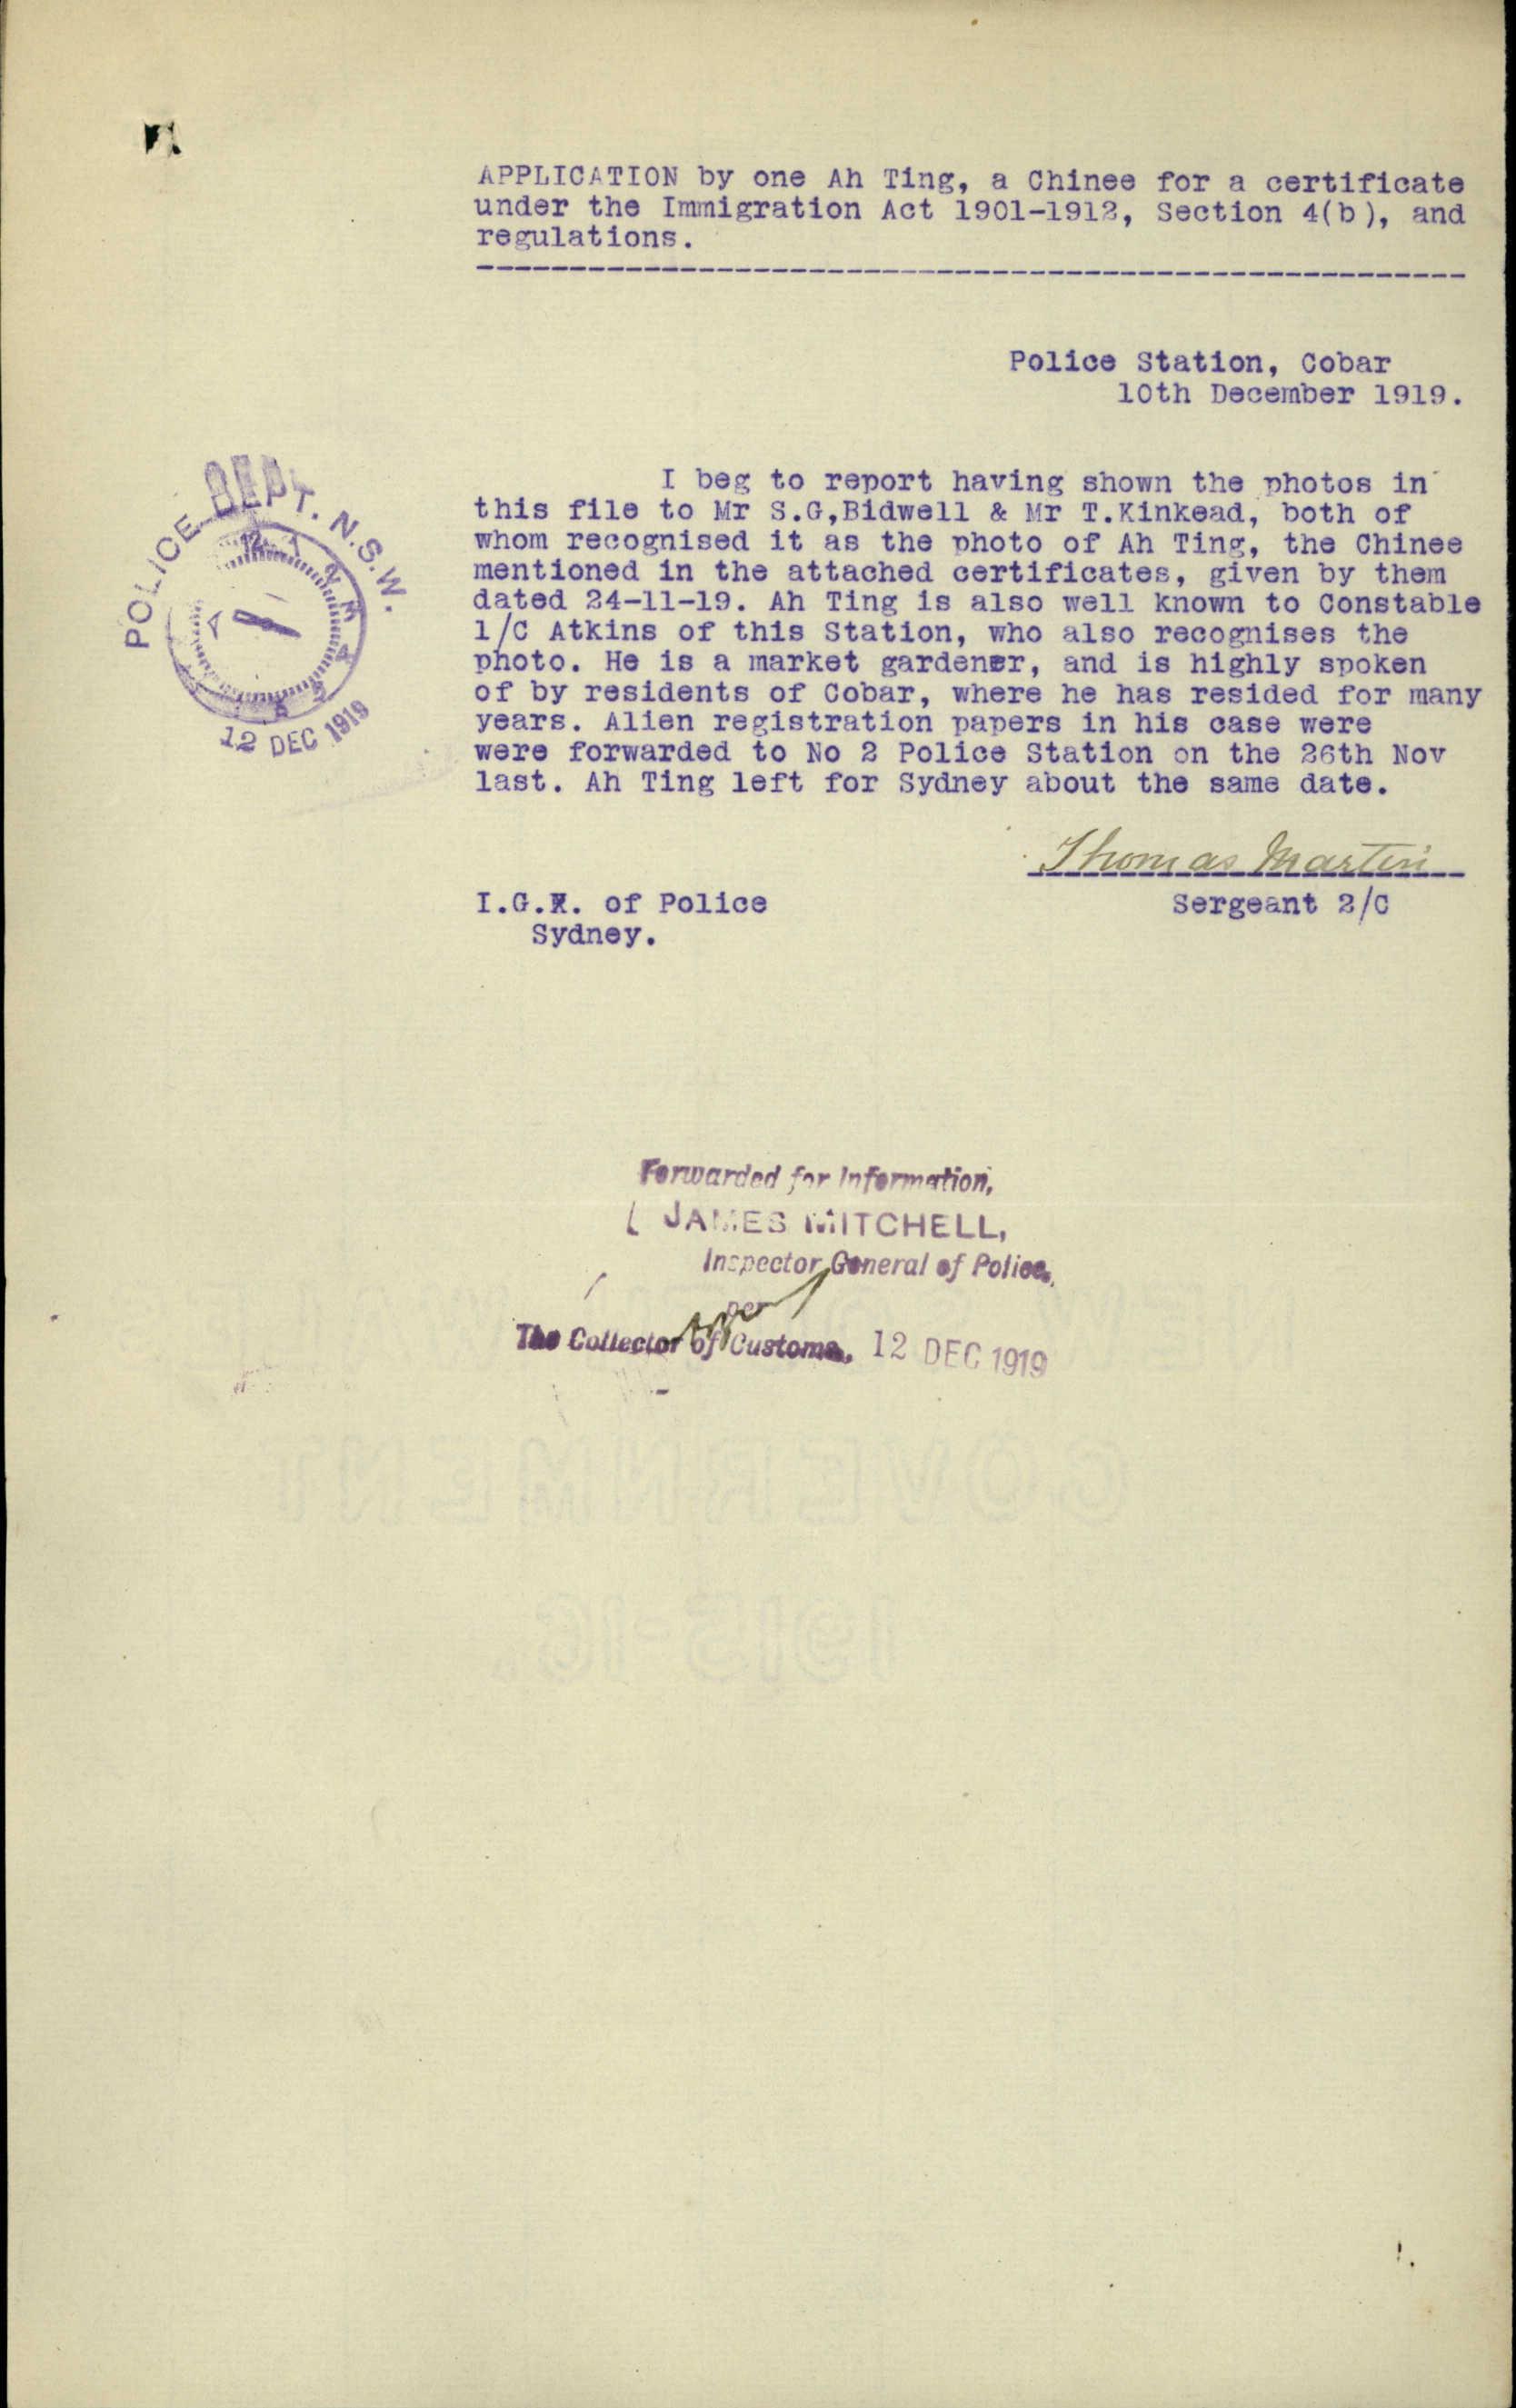 APPLICATION by one Ah Ting, a Chinee for a certificate
under the Immigration Act 1901-1912, Section 4(b), and
regulations.
Police Station, Cobar
10th December 1919.
POLICE DEPT. N.S.W.
12 DEC 1919
I beg to report having shown the photos in
this file to Mr S.G,Bidwell & Mr T.Kinkead, both of
whom recognised it as the photo of Ah Ting, the Chinee
mentioned in the attached certificates, given by them
dated 24-11-19. Ah Ting is also well known to Constable
1/C Atkins of this Station, who also recognises the
photo. He is a market gardener, and is highly spoken
of by residents of Cobar, where he has resided for many
years. Alien registration papers in his case were
were forwarded to No 2 Police Station on the 26th Nov
last. Ah Ting left for Sydney about the same date.
Thomas Martin
Sergeant 2/C
I.G. of Police
Sydney.
Forwarded for Information,
JAMES MITCHELL,
Inspector General of Police.
per
The Collector of Customs. 12 DEC 1919
GOVERNMENT
1915-16.